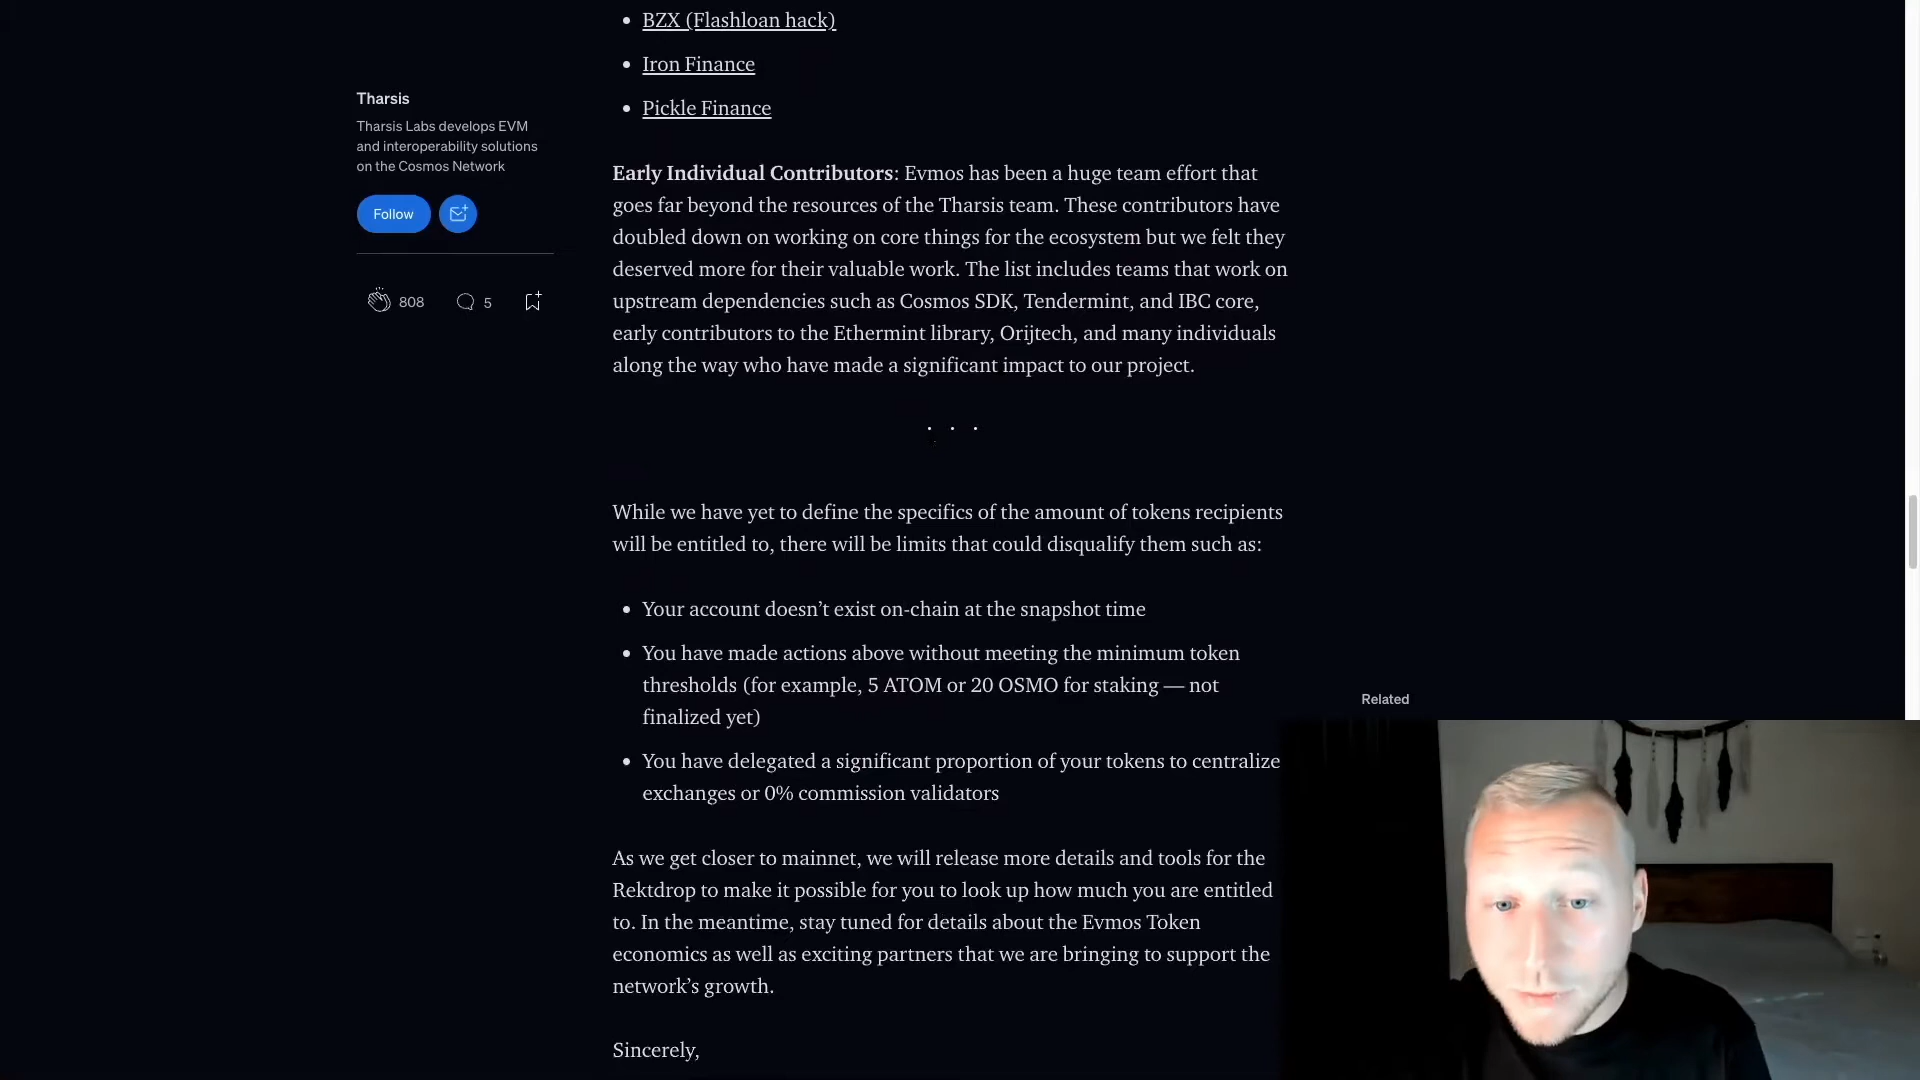 BZX (Flashloan hack)
Iron Finance
Pickle Finance
Tharsis
Tharsis Labs develops EVM
and interoperability solutions
on the Cosmos Network
Follow
808
5
Early Individual Contributors: Evmos has been a huge team effort that
goes far beyond the resources of the Tharsis team. These contributors have
doubled down on working on core things for the ecosystem but we felt they
deserved more for their valuable work. The list includes teams that work on
upstream dependencies such as Cosmos SDK, Tendermint, and IBC core,
early contributors to the Ethermint library, Orijtech, and many individuals
along the way who have made a significant impact to our project.
. . .
While we have yet to define the specifics of the amount of tokens recipients
will be entitled to, there will be limits that could disqualify them such as:
Your account doesn’t exist on-chain at the snapshot time
You have made actions above without meeting the minimum token
thresholds (for example, 5 ATOM or 20 OSMO for staking — not
finalized yet)
You have delegated a significant proportion of your tokens to centralize
exchanges or 0% commission validators
As we get closer to mainnet, we will release more details and tools for the
Rektdrop to make it possible for you to look up how much you are entitled
to. In the meantime, stay tuned for details about the Evmos Token
economics as well as exciting partners that we are bringing to support the
network’s growth.
Sincerely,
Related